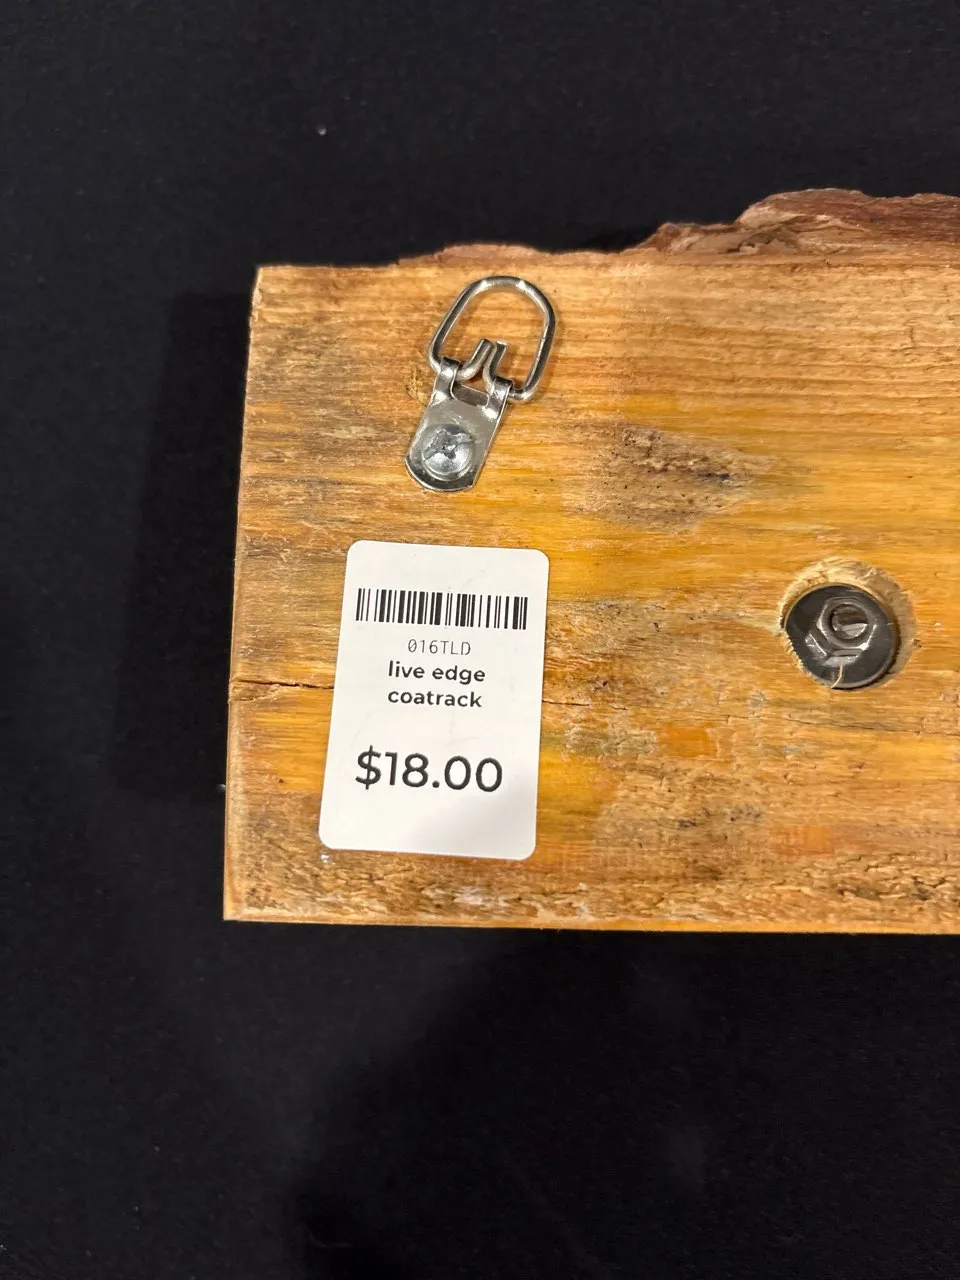 016TLD
live edge
coatrack
$18.00